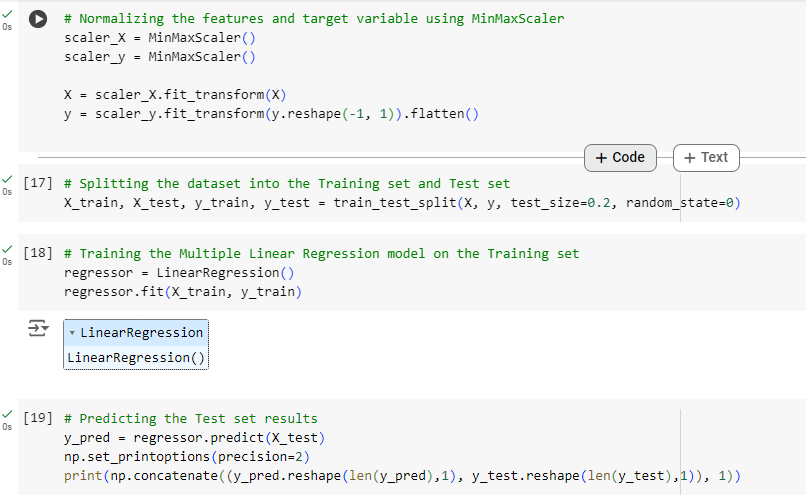 # Normalizing the features and target variable using MinMaxScaler
0s
scaler_X = MinMaxScaler()
scaler_y = MinMaxScaler()
X = scaler_X.fit_transform(X)
y = scaler_y.fit_transform(y.reshape(-1, 1)).flatten()
+ Code + Text
[17] # Splitting the dataset into the Training set and Test set
0s
X_train, X_test, y_train, y_test = train_test_split(X, y, test_size=0.2, random_state=0)
[18] # Training the Multiple Linear Regression model on the Training set
0s
regressor = LinearRegression()
regressor.fit(X_train, y_train)
LinearRegression
LinearRegression()
[19] # Predicting the Test set results
0s
y_pred = regressor.predict(X_test)
np.set_printoptions(precision=2)
print(np.concatenate((y_pred.reshape(len(y_pred),1), y_test.reshape(len(y_test),1)), 1))